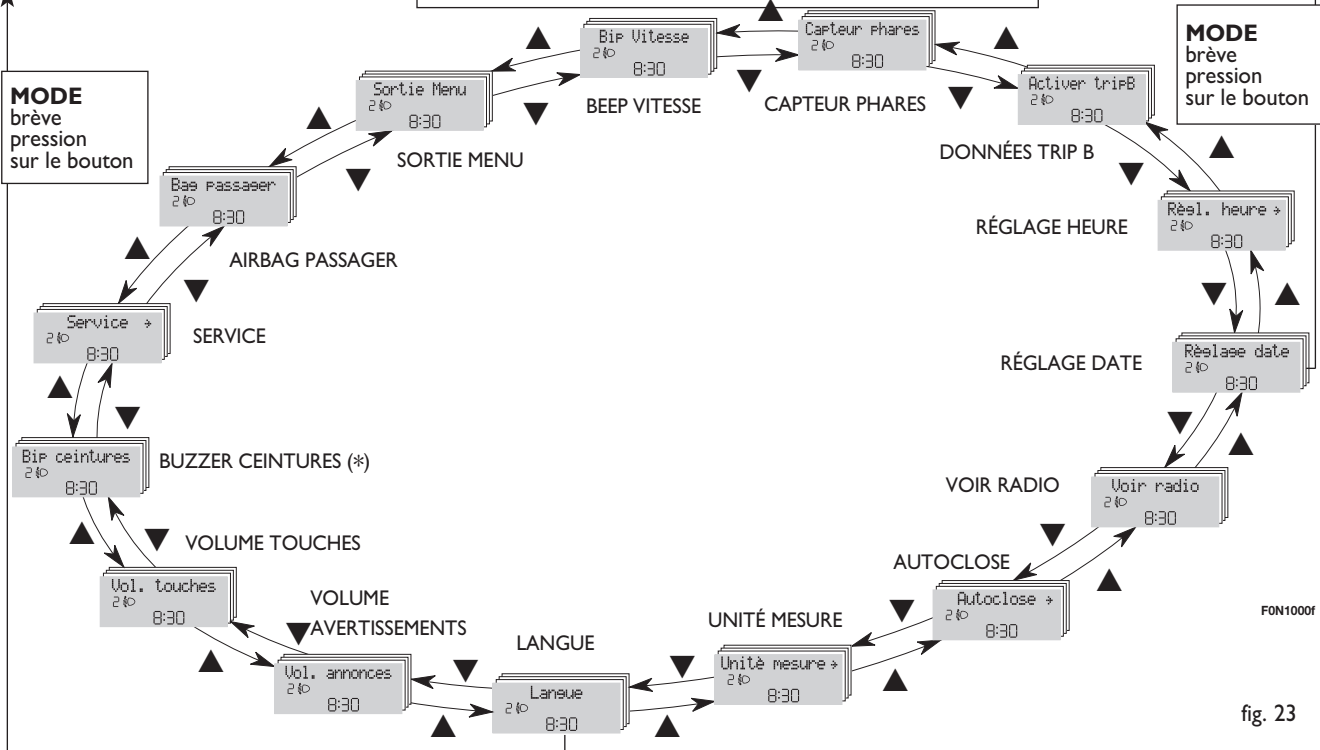 MODE
brève
pression
sur le bouton
Bip Vitesse
8:30
BEEP VITESSE
Capteur phares
8:30
CAPTEUR PHARES
MODE
brève
pression
sur le bouton
Sortie Menu
8:30
SORTIE MENU
Activer tripB
8:30
DONNÉES TRIP B
Bag passager
8:30
AIRBAG PASSAGER
Règl. heure →
8:30
RÉGLAGE HEURE
Service →
8:30
SERVICE
Règlage date
8:30
RÉGLAGE DATE
Bip ceintures
8:30
BUZZER CEINTURES (*)
Voir radio
8:30
VOIR RADIO
Vol. touches
8:30
VOLUME TOUCHES
Autoclose →
8:30
AUTOCLOSE
Vol. annonces
8:30
VOLUME
AVERTISSEMENTS
Langue
8:30
LANGUE
Unitè mesure →
8:30
UNITÉ MESURE
F0N1000f
fig. 23